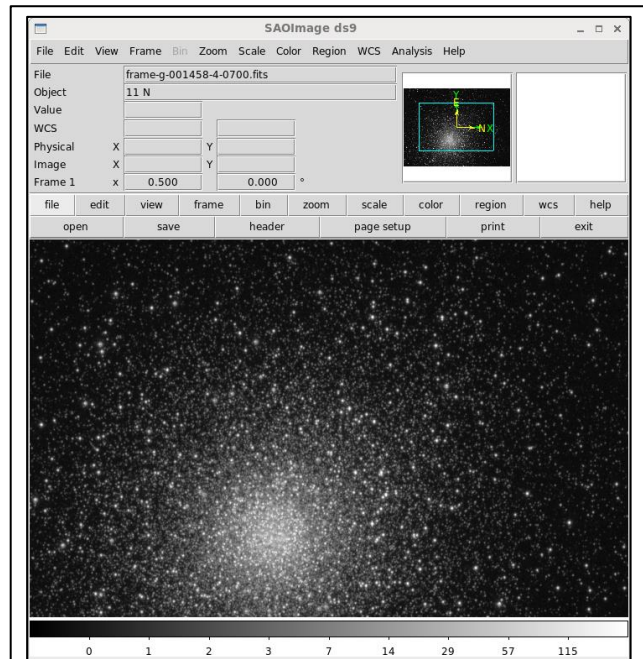 SAOImage ds9
File Edit View Frame Bin Zoom Scale Color Region WCS Analysis Help
File frame-g-001458-4-0700.fits
Object 11 N
Value
WCS
Physical X Y
Image X Y
Frame 1 x 0.500 0.000 °
Y
E
N X
file edit view frame bin zoom scale color region wcs help
open save header page setup print exit
0 1 2 3 7 14 29 57 115